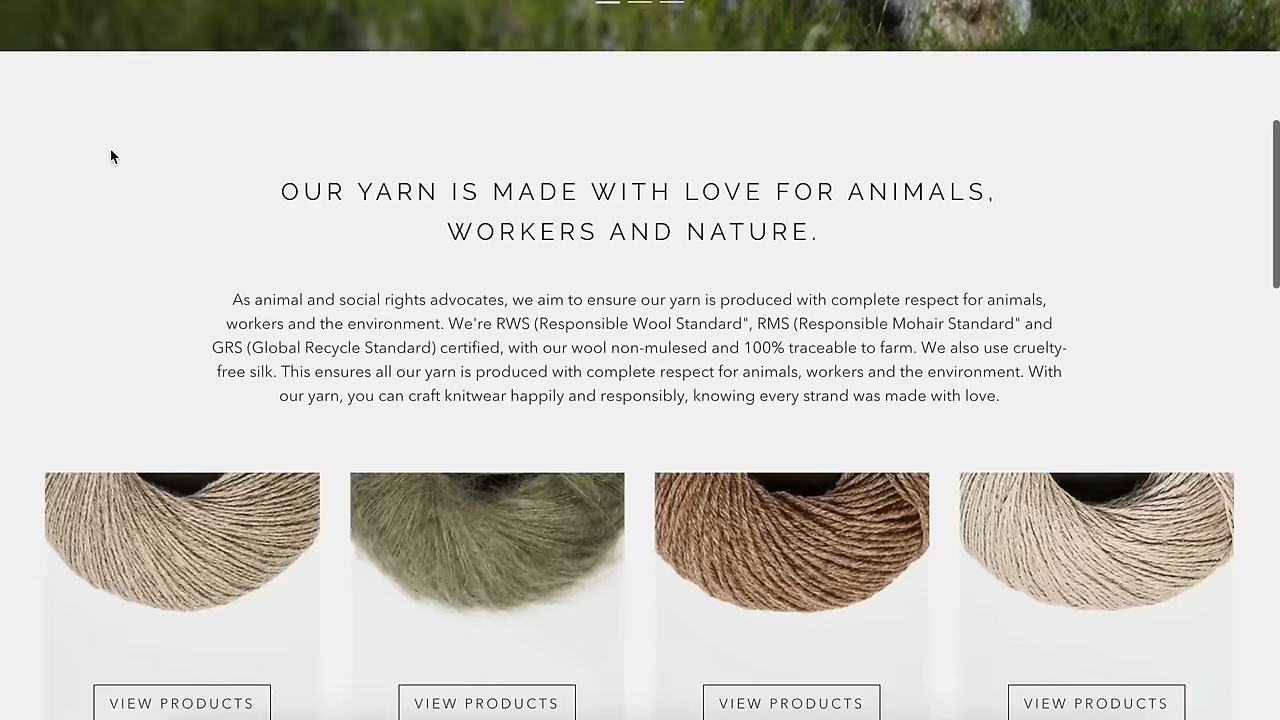 OUR YARN IS MADE WITH LOVE FOR ANIMALS,
WORKERS AND NATURE.
As animal and social rights advocates, we aim to ensure our yarn is produced with complete respect for animals,
workers and the environment. We're RWS (Responsible Wool Standard", RMS (Responsible Mohair Standard" and
GRS (Global Recycle Standard) certified, with our wool non-mulesed and 100% traceable to farm. We also use cruelty-
free silk. This ensures all our yarn is produced with complete respect for animals, workers and the environment. With
our yarn, you can craft knitwear happily and responsibly, knowing every strand was made with love.
VIEW PRODUCTS
VIEW PRODUCTS
VIEW PRODUCTS
VIEW PRODUCTS